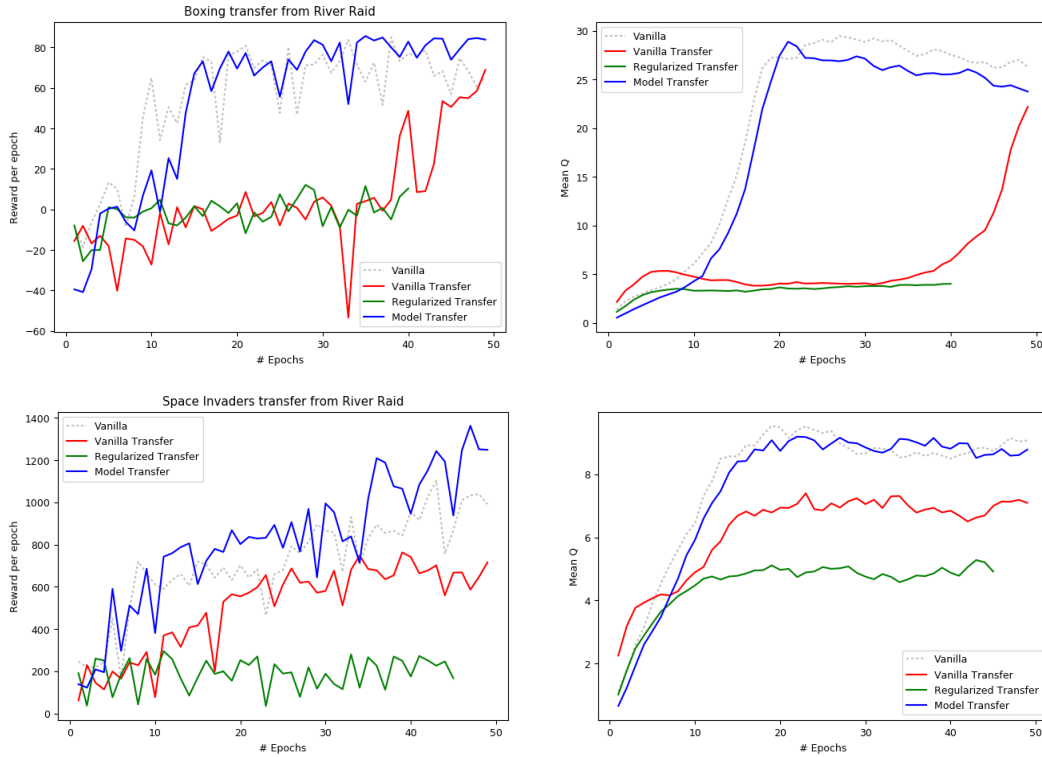 Boxing transfer from River Raid
Reward per epoch
80
60
40
20
0
−20
−40
−60
0
10
20
30
40
50
# Epochs
Vanilla
Vanilla Transfer
Regularized Transfer
Model Transfer
Mean Q
30
25
20
15
10
5
0
0
10
20
30
40
50
# Epochs
Vanilla
Vanilla Transfer
Regularized Transfer
Model Transfer
Space Invaders transfer from River Raid
Reward per epoch
1400
1200
1000
800
600
400
200
0
0
10
20
30
40
50
# Epochs
Vanilla
Vanilla Transfer
Regularized Transfer
Model Transfer
Mean Q
8
6
4
2
0
10
20
30
40
50
# Epochs
Vanilla
Vanilla Transfer
Regularized Transfer
Model Transfer